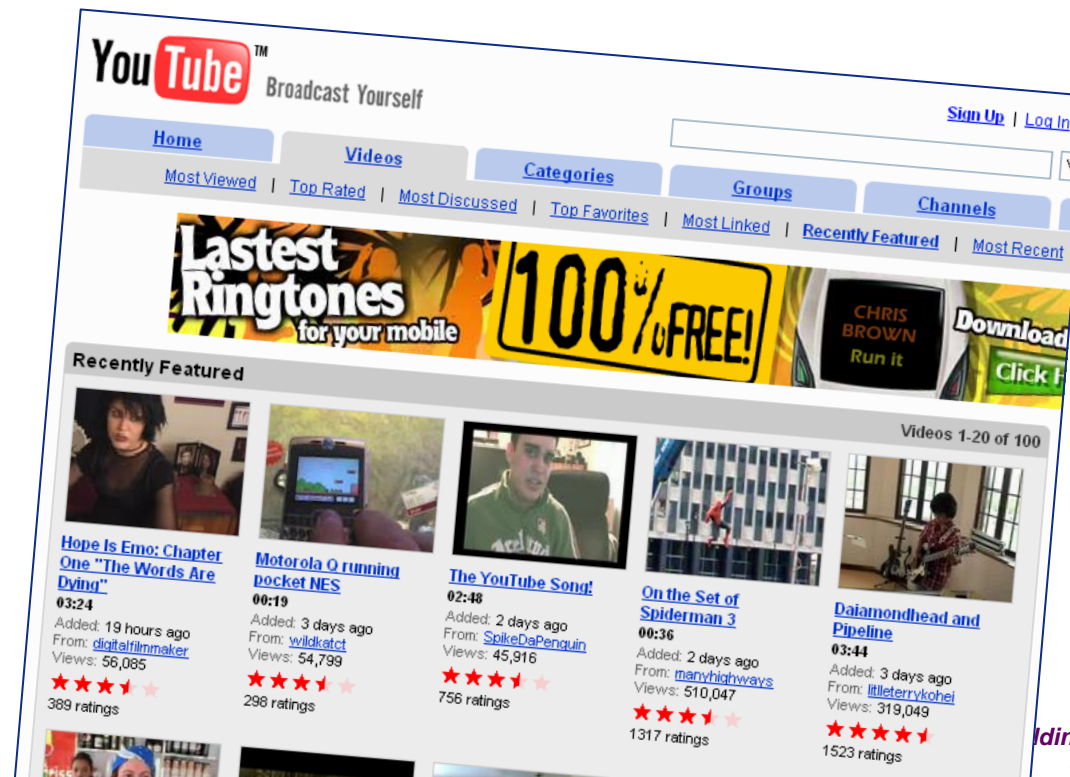 YouTube™
Broadcast Yourself
Sign Up | Log In
Home
Videos
Categories
Groups
Channels
Most Viewed | Top Rated | Most Discussed | Top Favorites | Most Linked | Recently Featured | Most Recent
Lastest
Ringtones
for your mobile
100% FREE!
CHRIS
BROWN
Run it
Download
Click
Recently Featured
Videos 1-20 of 100
Hope Is Emo: Chapter
One "The Words Are
Dying"
03:24
Added: 19 hours ago
From: digitalfilmmaker
Views: 56,085
389 ratings
Motorola Q running
pocket NES
00:19
Added: 3 days ago
From: wildkatct
Views: 54,799
298 ratings
The YouTube Song!
02:48
Added: 2 days ago
From: SpikeDaPenguin
Views: 45,916
756 ratings
On the Set of
Spiderman 3
00:36
Added: 2 days ago
From: manyhighways
Views: 510,047
1317 ratings
Daiamondhead and
Pipeline
03:44
Added: 3 days ago
From: litlleterrykohei
Views: 319,049
1523 ratings